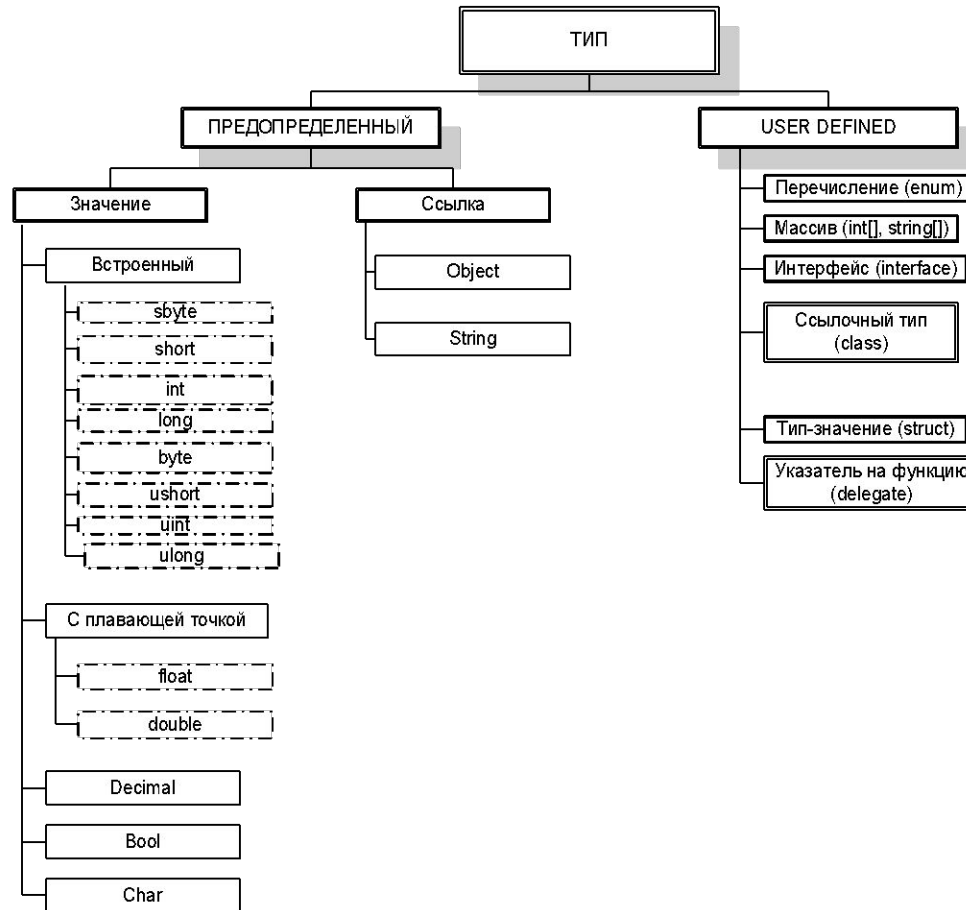 ТИП
ПРЕДОПРЕДЕЛЕННЫЙ
USER DEFINED
Значение
Ссылка
Встроенный
sbyte
short
int
long
byte
ushort
uint
ulong
С плавающей точкой
float
double
Decimal
Bool
Char
Object
String
Перечисление (enum)
Массив (int[], string[])
Интерфейс (interface)
Ссылочный тип
(class)
Тип-значение (struct)
Указатель на функцию
(delegate)